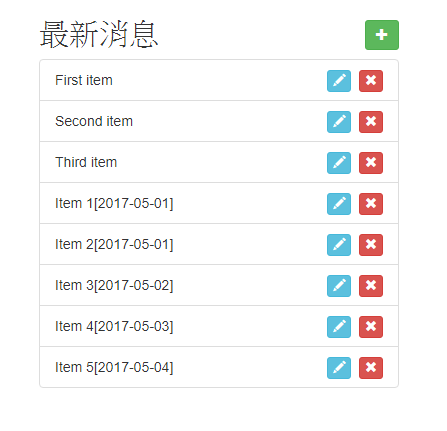 最新消息
First item
Second item
Third item
Item 1[2017-05-01]
Item 2[2017-05-01]
Item 3[2017-05-02]
Item 4[2017-05-03]
Item 5[2017-05-04]